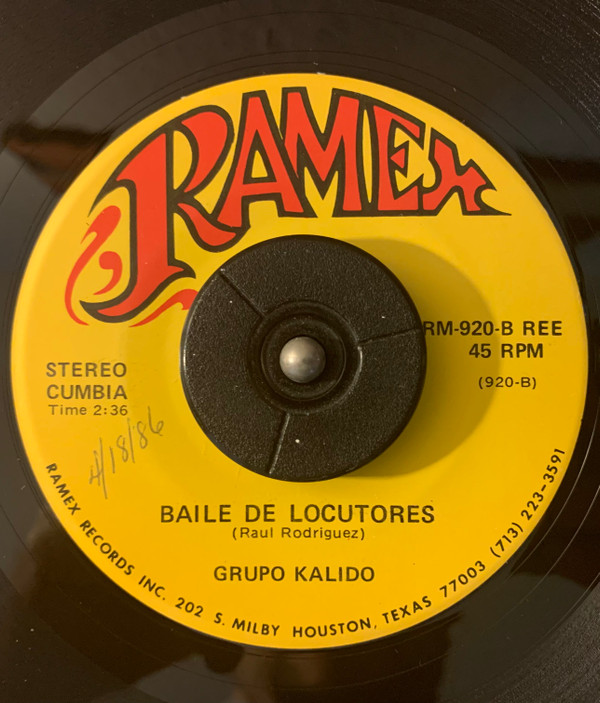 RAMEX
RM-920-B REE
45 RPM
(920-B)
STEREO
CUMBIA
Time 2:36
4/18/86
BAILE DE LOCUTORES
(Raul Rodriguez)
GRUPO KALIDO
RAMEX RECORDS INC. 202 S. MILBY HOUSTON, TEXAS 77003 (713) 223-3591